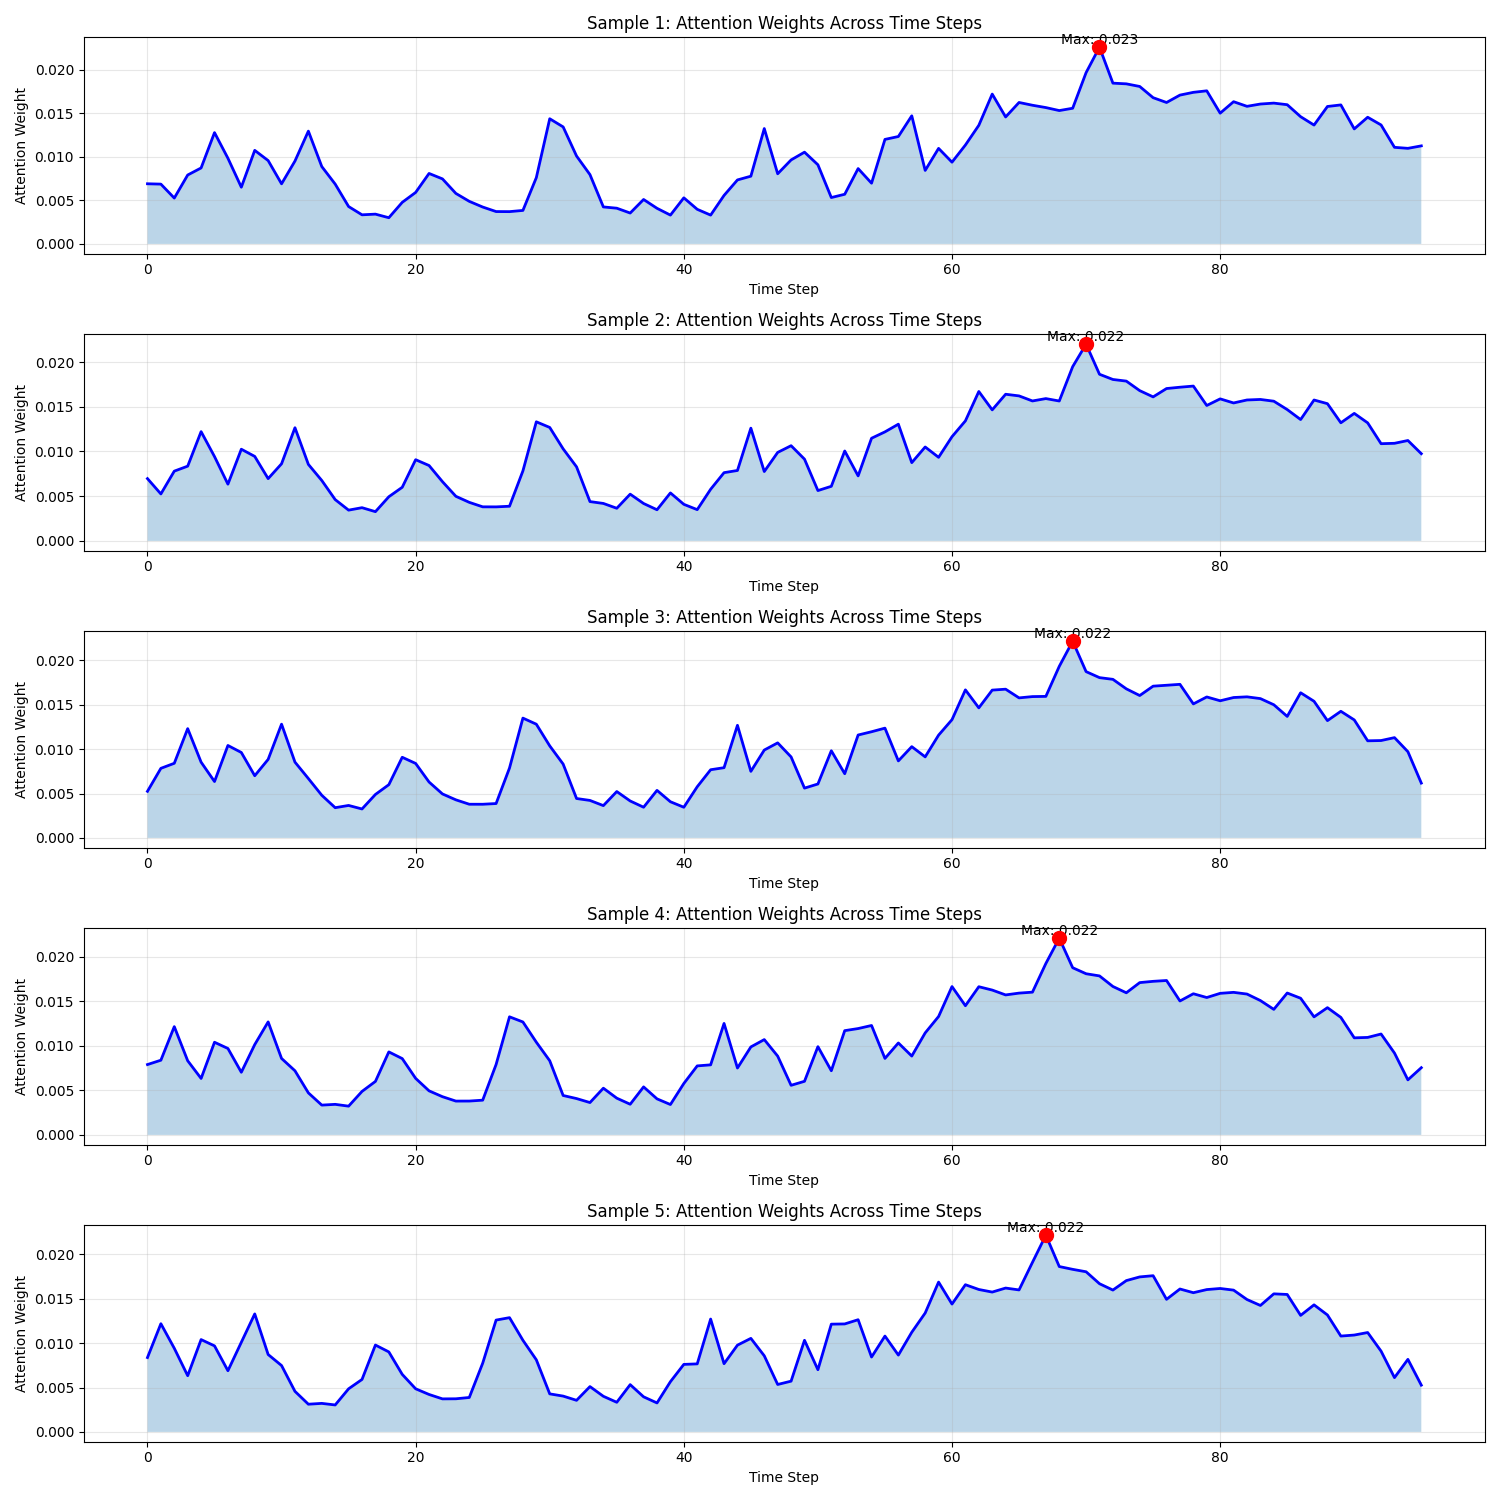 Sample 1: Attention Weights Across Time Steps
Max: 0.023
Attention Weight
0.020
0.015
0.010
0.005
0.000
0 20 40 60 80
Time Step
Sample 2: Attention Weights Across Time Steps
Max: 0.022
Attention Weight
0.020
0.015
0.010
0.005
0.000
0 20 40 60 80
Time Step
Sample 3: Attention Weights Across Time Steps
Max: 0.022
Attention Weight
0.020
0.015
0.010
0.005
0.000
0 20 40 60 80
Time Step
Sample 4: Attention Weights Across Time Steps
Max: 0.022
Attention Weight
0.020
0.015
0.010
0.005
0.000
0 20 40 60 80
Time Step
Sample 5: Attention Weights Across Time Steps
Max: 0.022
Attention Weight
0.020
0.015
0.010
0.005
0.000
0 20 40 60 80
Time Step